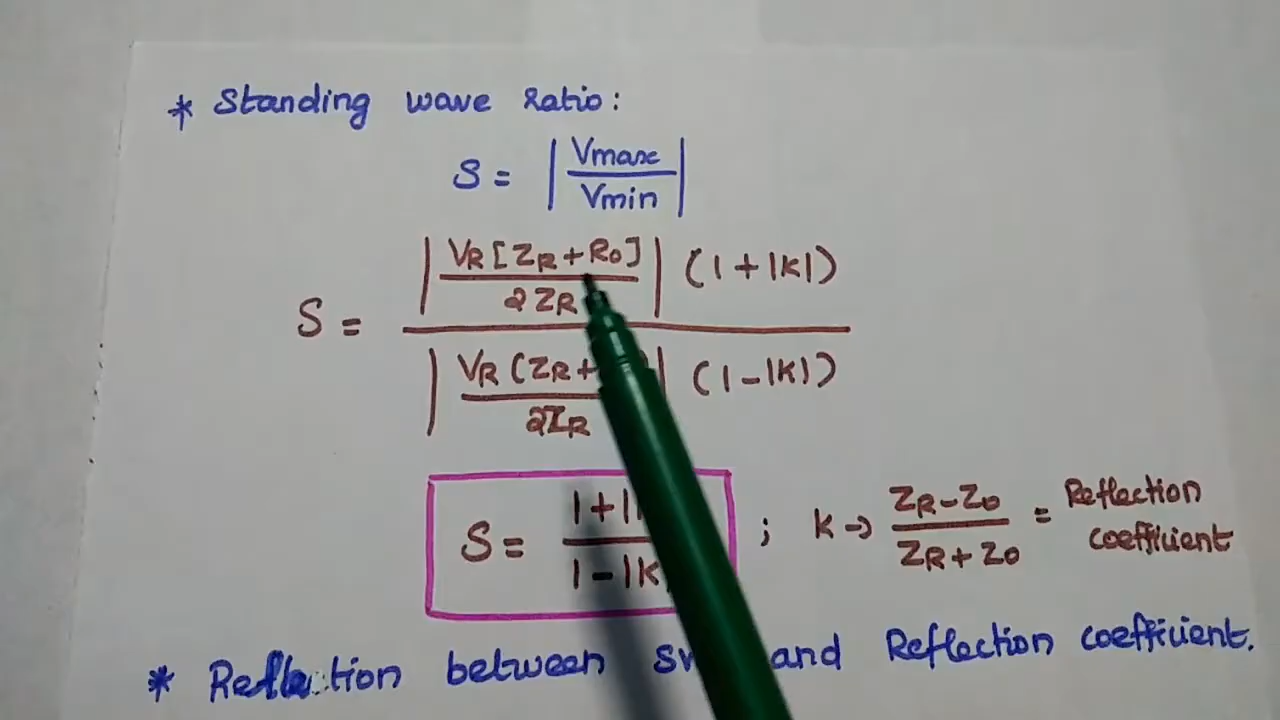 * Standing wave ratio:
S = | Vmax / Vmin |
S = | VR [ZR + R0] / 2ZR | (1 + |K|)
| VR (ZR + / 2ZR | (1 - |K|)
S = 1 + | / 1 - |K ; K → ZR - Z0 / ZR + Z0 = Reflection coefficient
* between and Reflection coefficient.